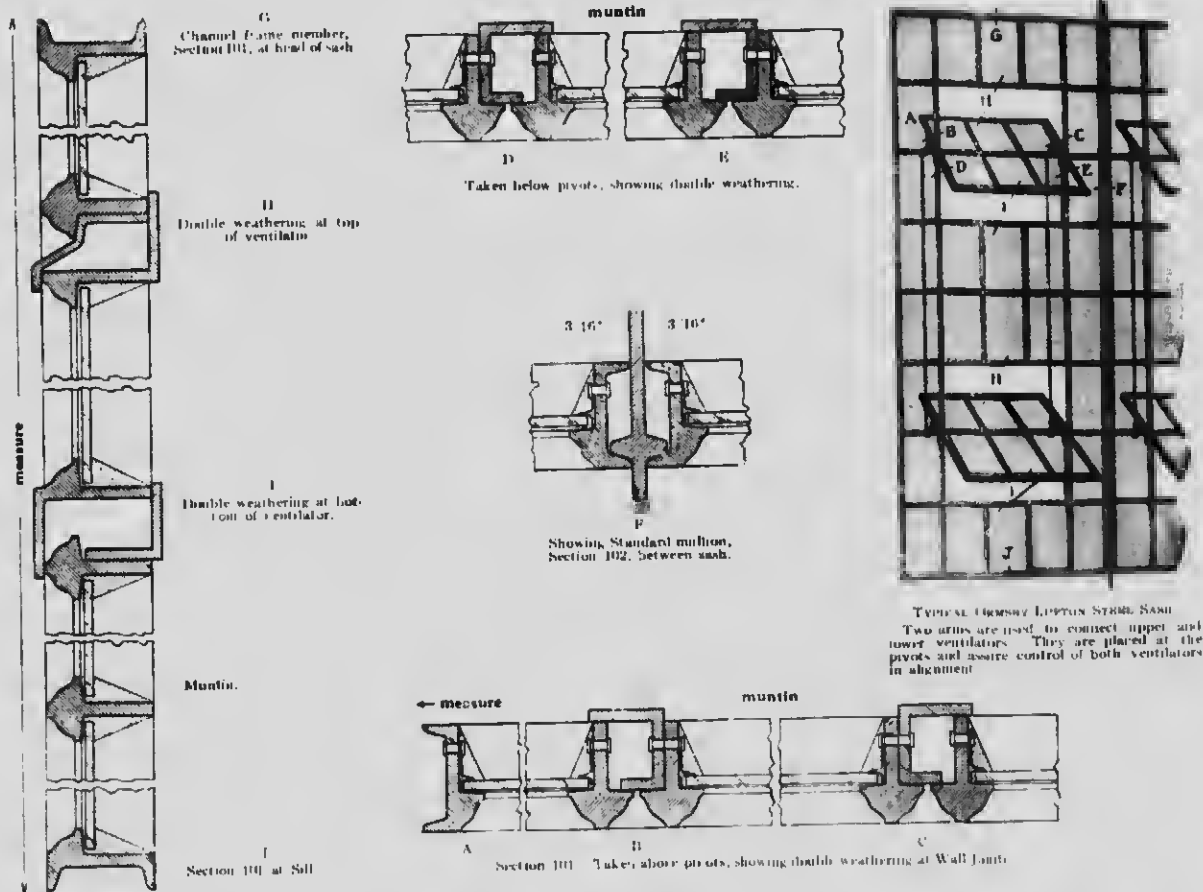 G
Channel frame member,
Section 101, at head of sash
H
Double weathering at top
of ventilator
measure
I
Double weathering at bot-
tom of ventilator.
Muntin.
J
Section 101 at Sill
muntin
D
E
Taken below pivots, showing double weathering.
3 16"
3 16"
F
Showing Standard mullion,
Section 102, between sash.
G
H
A
B
C
D
E
F
I
H
I
J
TYPICAL ORMSBY LUPTON STEEL SASH
Two arms are used to connect upper and
lower ventilators. They are placed at the
pivots and assure control of both ventilators
in alignment
← measure
muntin
A
B
C
Section 101 Taken above pivots, showing double weathering at Wall Jamb